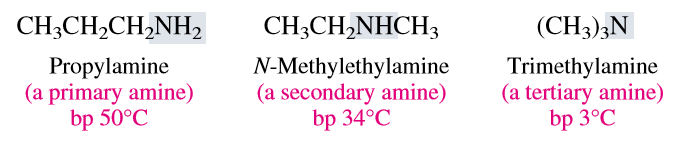 CH₃CH₂CH₂NH₂ CH₃CH₂NHCH₃ (CH₃)₃N
Propylamine N-Methylethylamine Trimethylamine
(a primary amine) (a secondary amine) (a tertiary amine)
bp 50°C bp 34°C bp 3°C